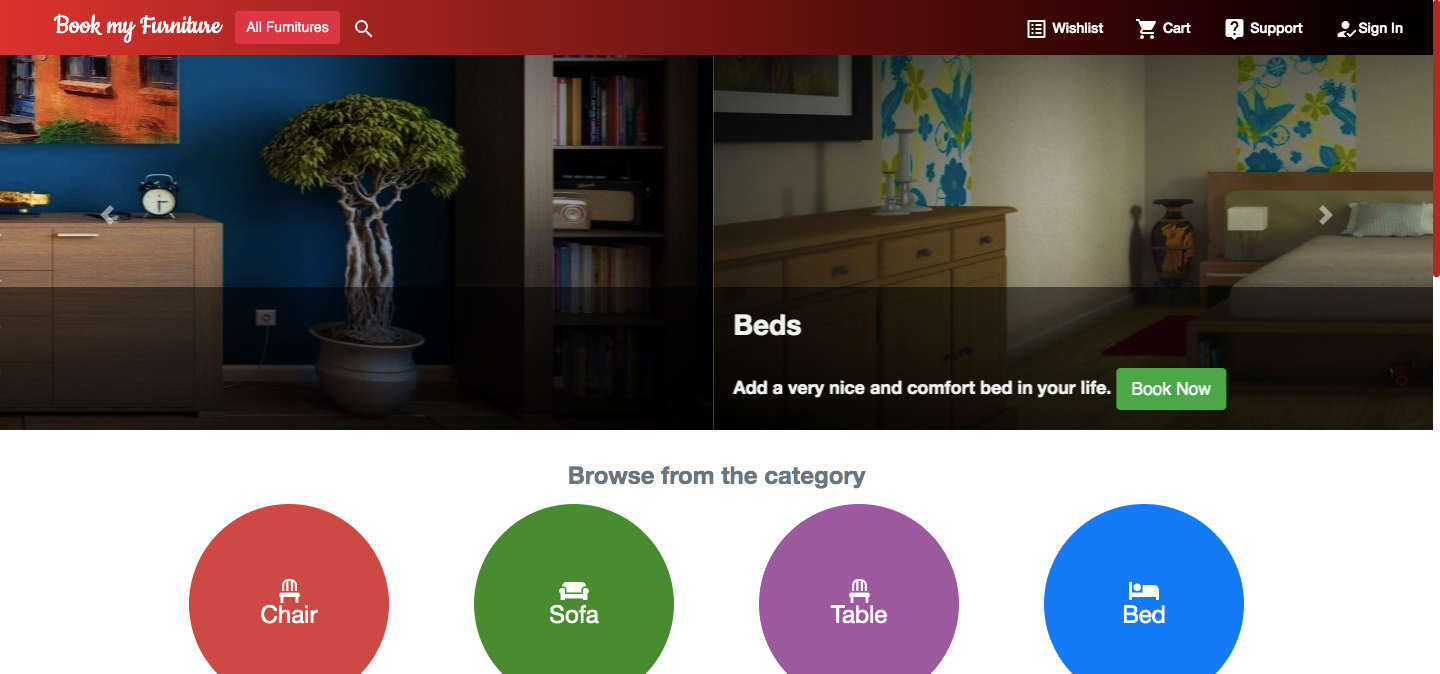 Book my Furniture
All Furnitures
Wishlist
Cart
Support
Sign In
Beds
Add a very nice and comfort bed in your life. Book Now
Browse from the category
Chair
Sofa
Table
Bed